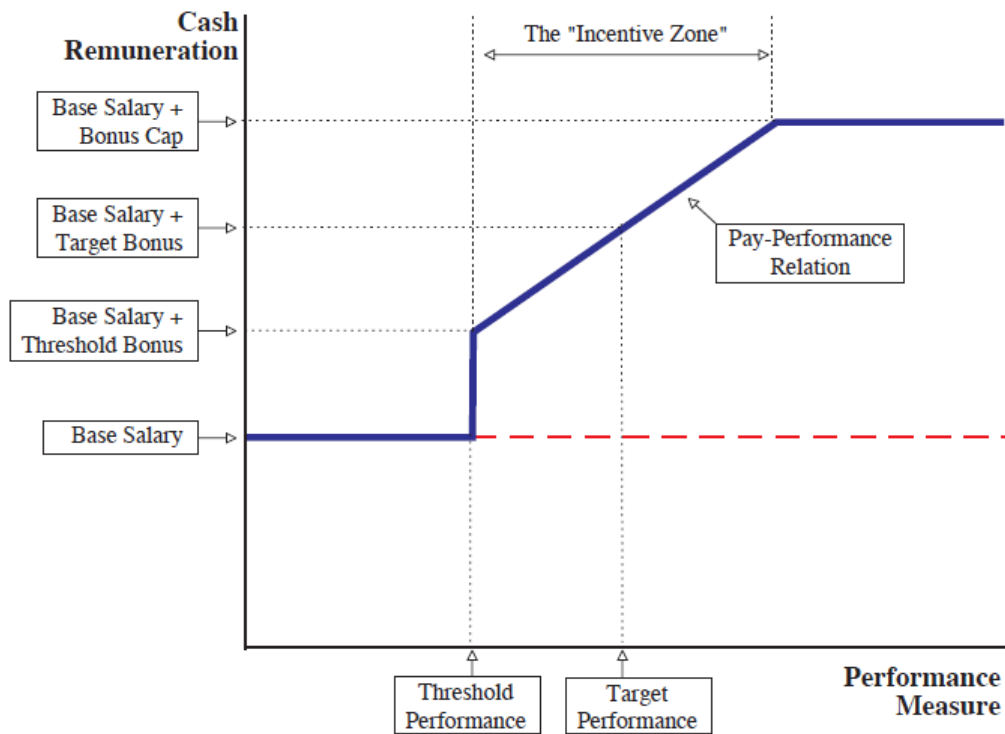 Cash
Remuneration
The "Incentive Zone"
Base Salary +
Bonus Cap
Base Salary +
Target Bonus
Pay-Performance
Relation
Base Salary +
Threshold Bonus
Base Salary
Threshold
Performance
Target
Performance
Performance
Measure